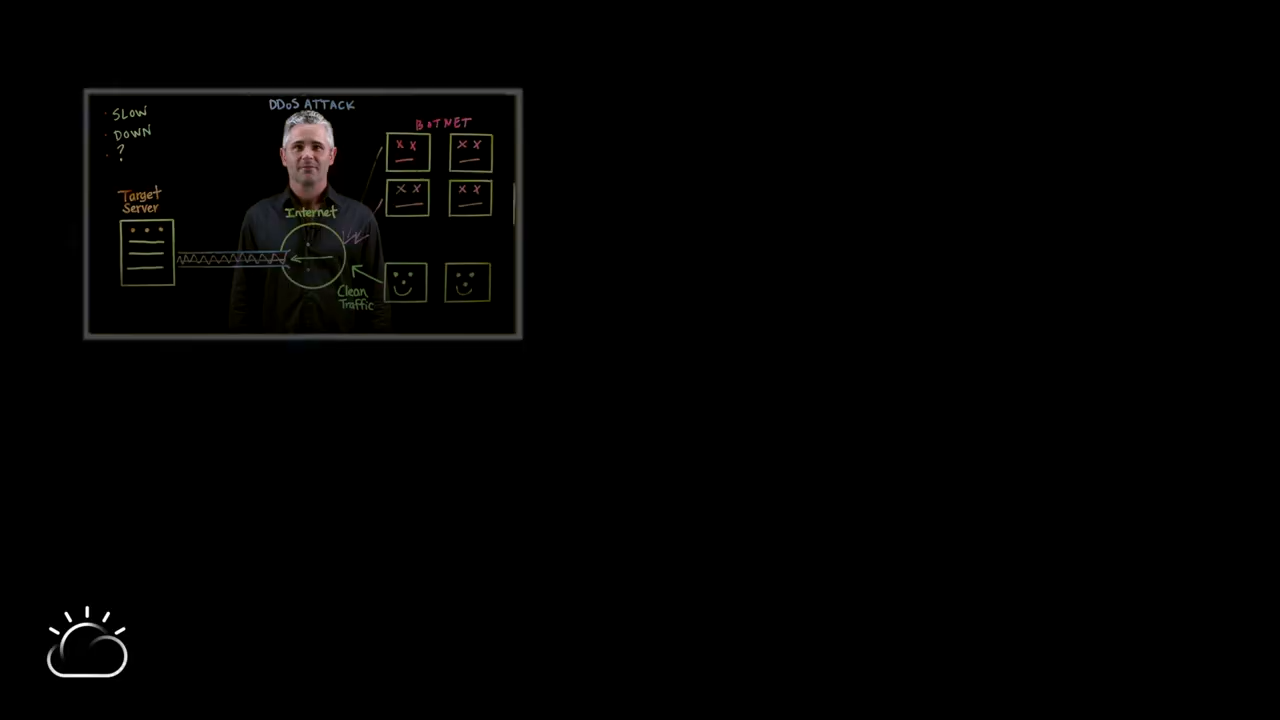 DDoS ATTACK
· SLOW
· DOWN
· ?
BOTNET
Target
Server
Internet
Clean
Traffic